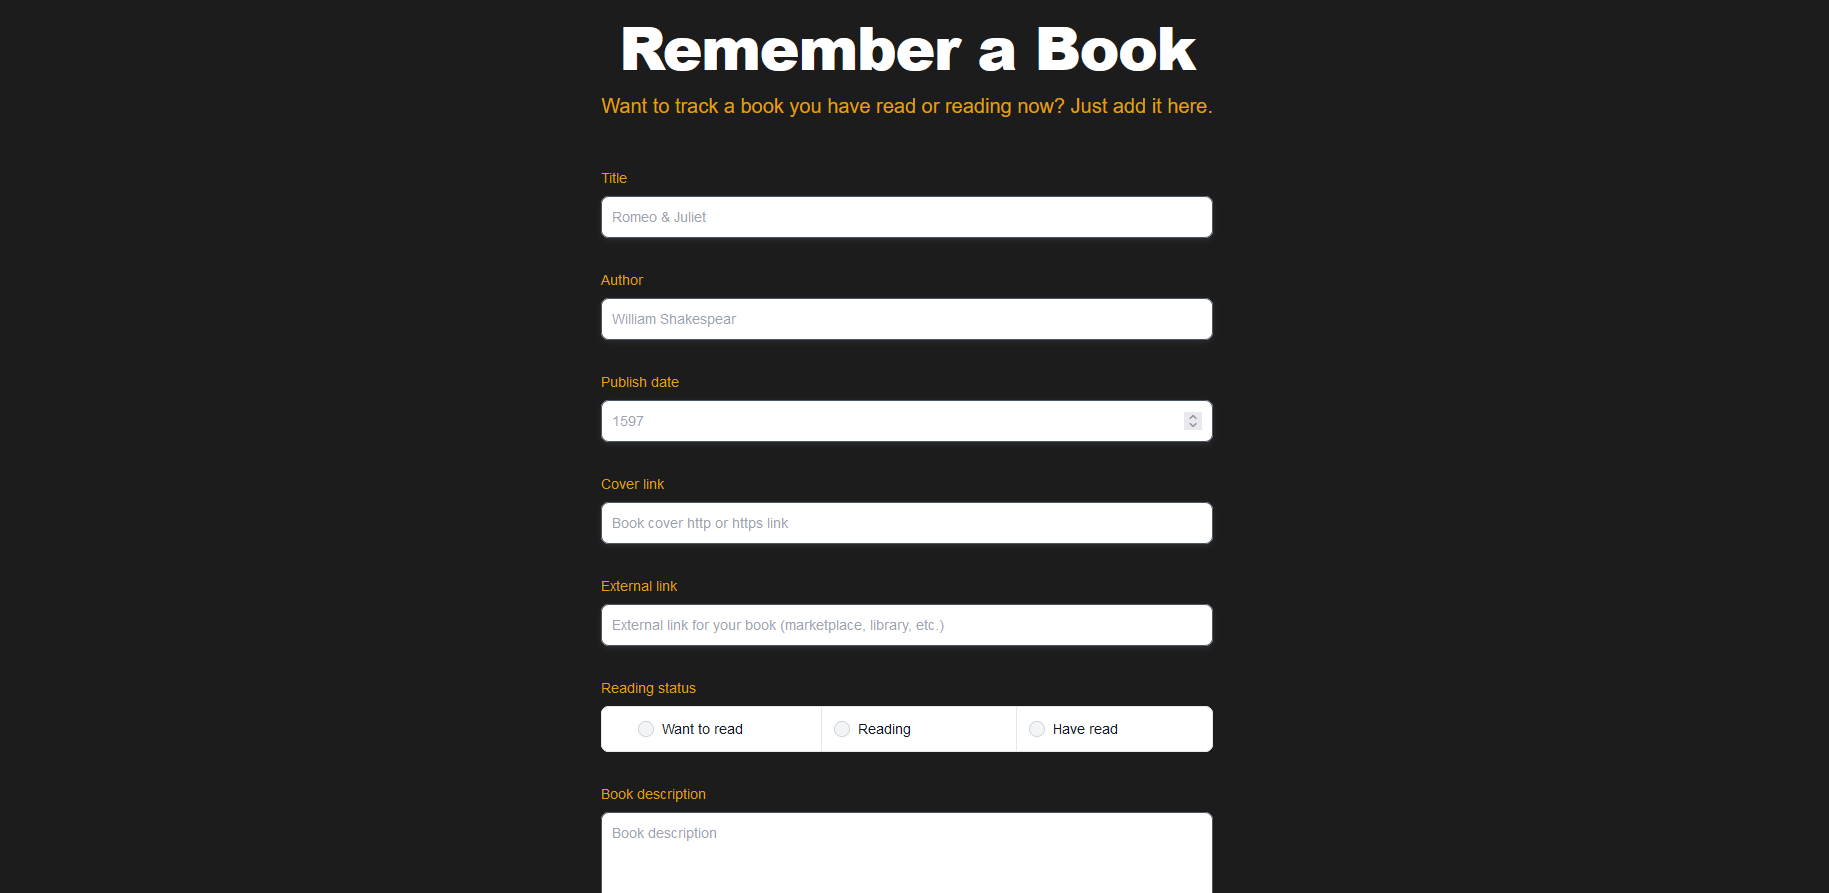 Remember a Book
Want to track a book you have read or reading now? Just add it here.
Title
Romeo & Juliet
Author
William Shakespear
Publish date
1597
Cover link
Book cover http or https link
External link
External link for your book (marketplace, library, etc.)
Reading status
Want to read Reading Have read
Book description
Book description